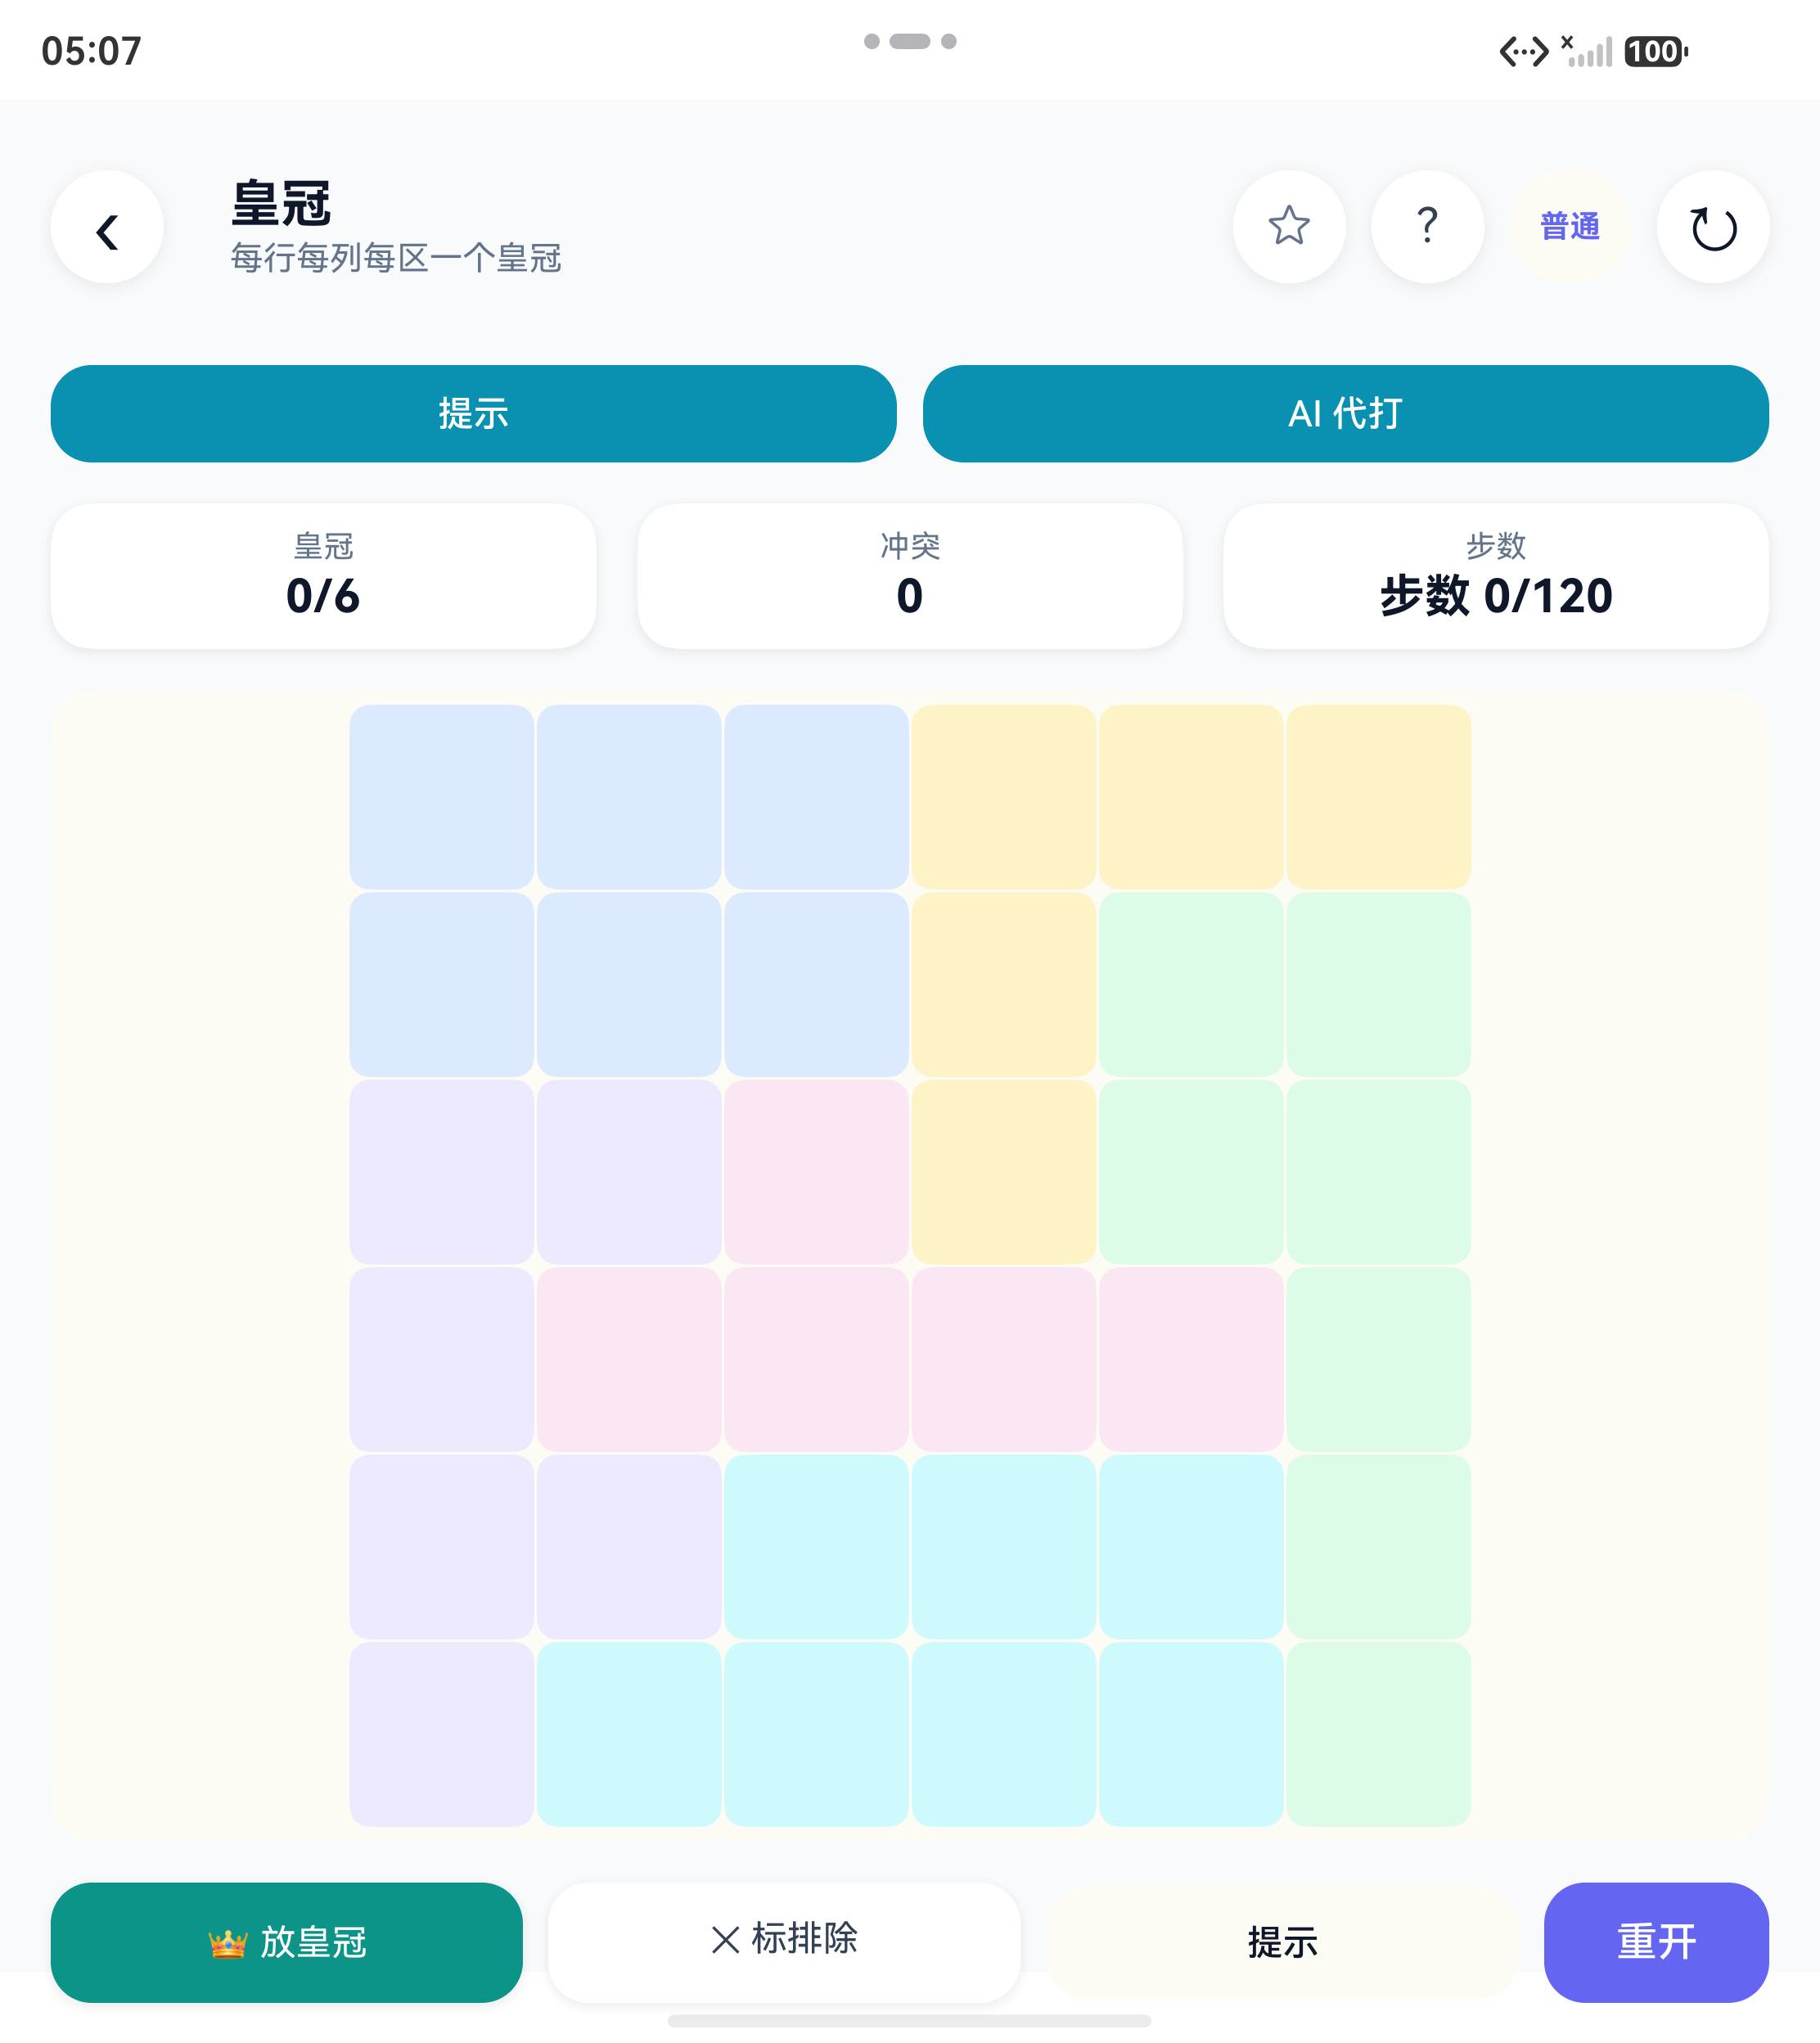 05:07
100
皇冠
每行每列每区一个皇冠
?
普通
提示
AI 代打
皇冠
0/6
冲突
0
步数
步数 0/120
放皇冠
标排除
提示
重开